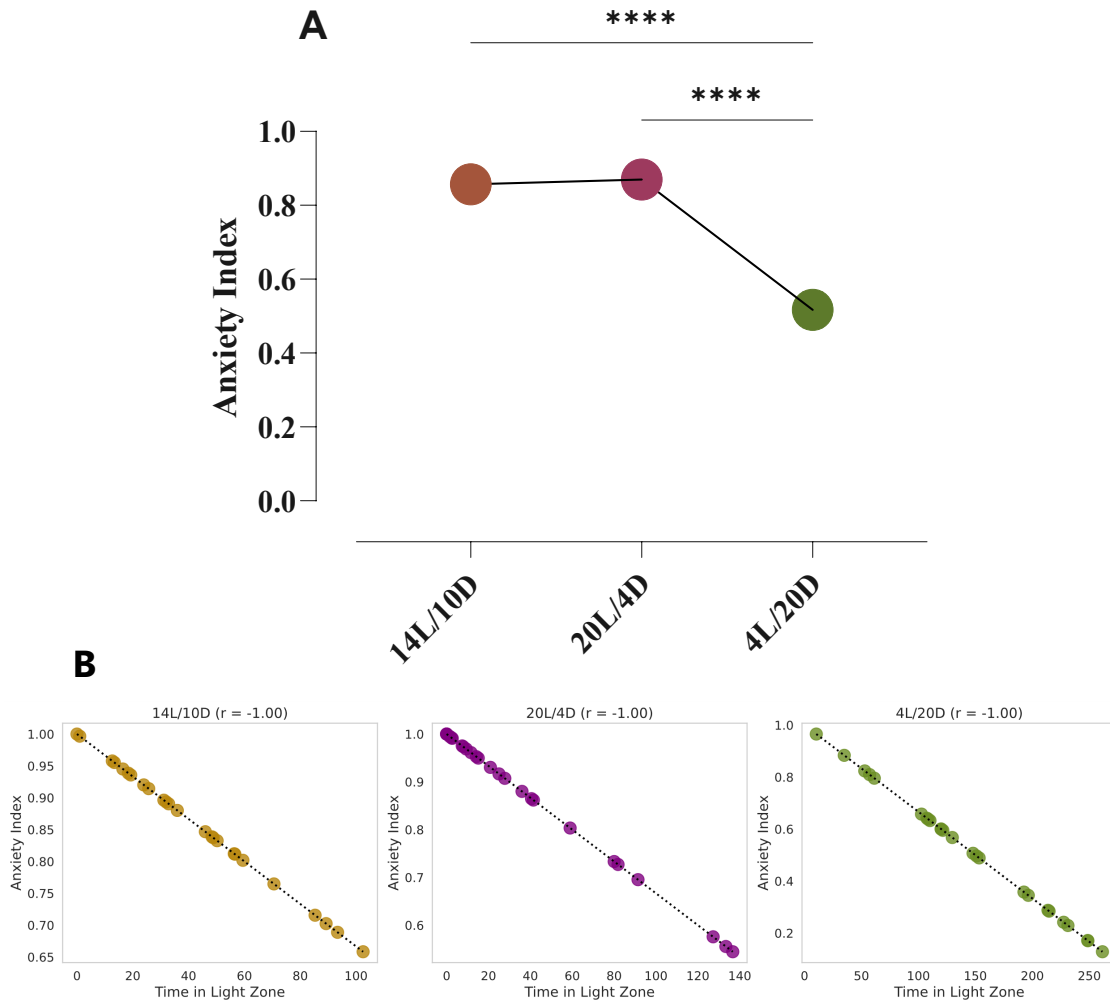 A
****
****
1.0
0.8
0.6
0.4
0.2
0.0
Anxiety Index
14L/10D
20L/4D
4L/20D
B
14L/10D (r = -1.00)
1.00
0.95
0.90
0.85
0.80
0.75
0.70
0.65
Anxiety Index
0 20 40 60 80 100
Time in Light Zone
20L/4D (r = -1.00)
1.0
0.9
0.8
0.7
0.6
Anxiety Index
0 20 40 60 80 100 120 140
Time in Light Zone
4L/20D (r = -1.00)
1.0
0.8
0.6
0.4
0.2
Anxiety Index
0 50 100 150 200 250
Time in Light Zone